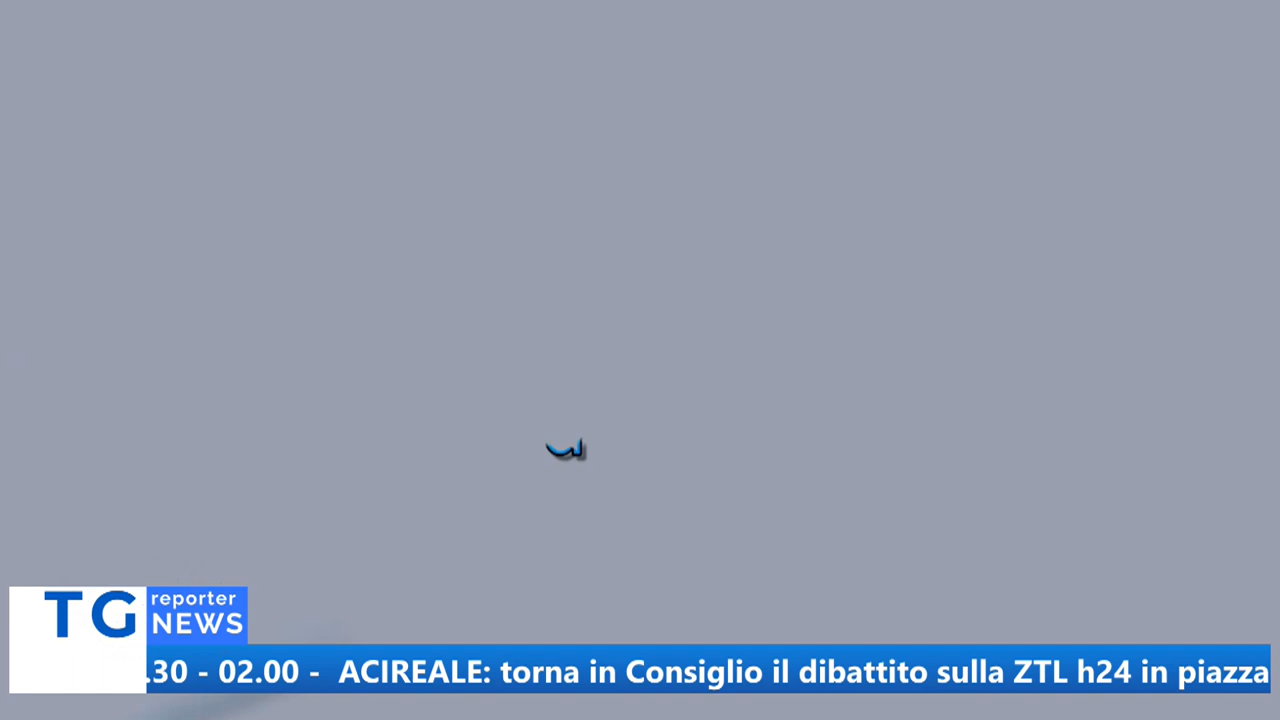 TG reporter
NEWS
.30 - 02.00 - ACIREALE: torna in Consiglio il dibattito sulla ZTL h24 in piazza